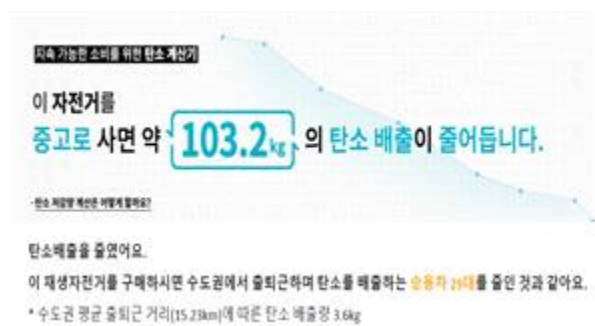 지속 가능한 소비를 위한 탄소 계산기
이 자전거를
중고로 사면 약 103.2kg 의 탄소 배출이 줄어듭니다.
-탄소 저감량 계산은 어떻게 할까요?
탄소배출을 줄였어요.
이 재생자전거를 구매하시면 수도권에서 출퇴근하며 탄소를 배출하는 승용차 29대를 줄인 것과 같아요.
* 수도권 평균 출퇴근 거리(15.23km)에 따른 탄소 배출량 3.6kg